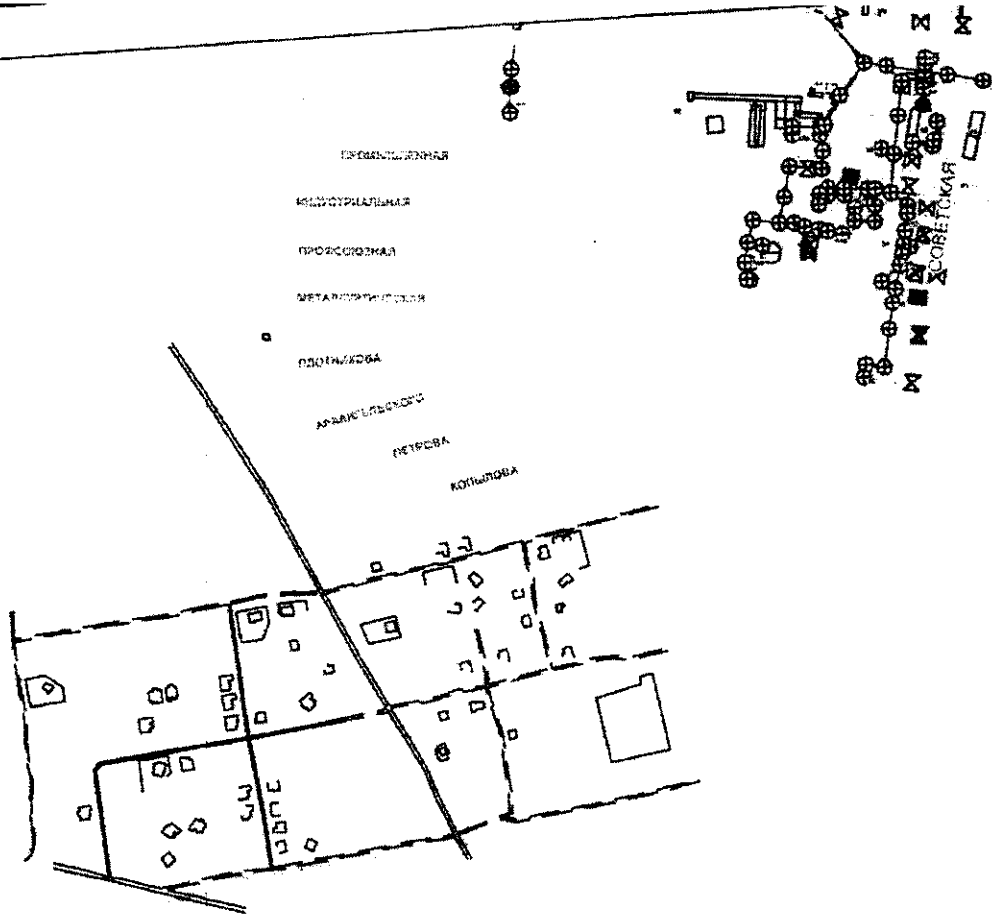 ПРОМЫШЛЕННАЯ
ИНДУСТРИАЛЬНАЯ
ПРОФСОЮЗНАЯ
МЕТАЛЛУРГИЧЕСКАЯ
ПЛОТНИКОВА
АРХАНГЕЛЬСКОГО
ПЕТРОВА
КОПЫЛОВА
СОВЕТСКАЯ